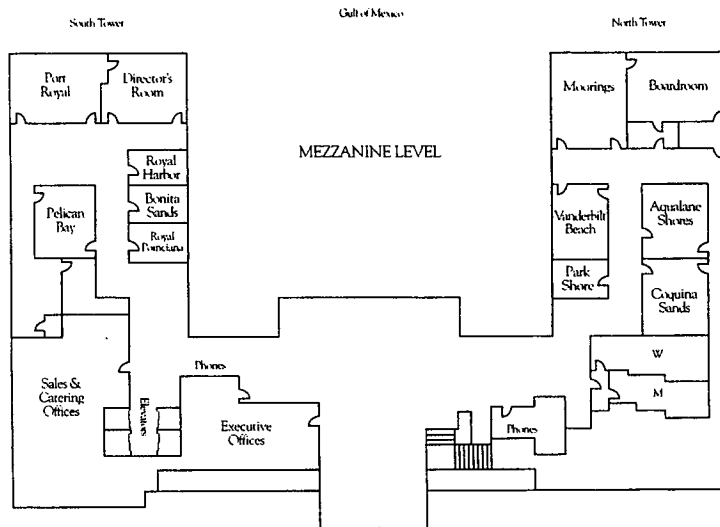 Gulf of Mexico
South Tower
North Tower
Port
Royal
Director's
Room
Moorings
Boardroom
MEZZANINE LEVEL
Royal
Harbor
Bonita
Sands
Royal
Poinciana
Pelican
Bay
Vanderbilt
Beach
Aqualane
Shores
Park
Shore
Coquina
Sands
Phones
W
M
Sales &
Catering
Offices
Elevators
Executive
Offices
Phones